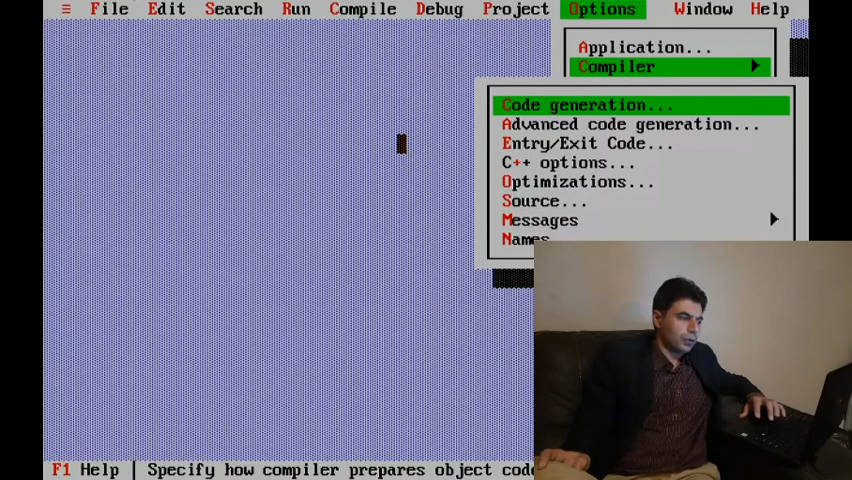 ≡ File Edit Search Run Compile Debug Project Options Window Help
Application...
Compiler
Code generation...
Advanced code generation...
Entry/Exit Code...
C++ options...
Optimizations...
Source...
Messages
Names
F1 Help | Specify how compiler prepares object code